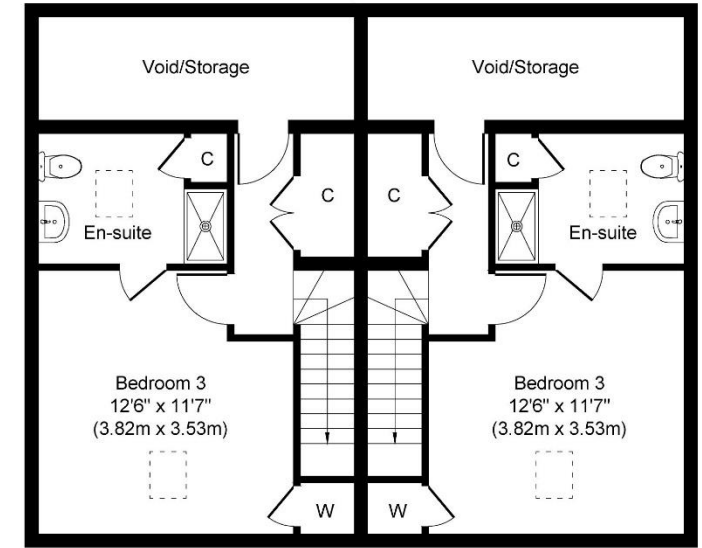 Void/Storage
Void/Storage
C
C
C
C
En-suite
En-suite
Bedroom 3
12'6" x 11'7"
(3.82m x 3.53m)
Bedroom 3
12'6" x 11'7"
(3.82m x 3.53m)
W
W